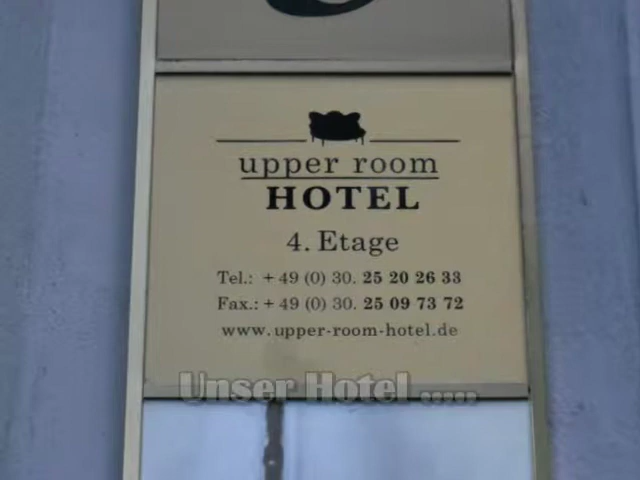 upper room
HOTEL
4. Etage
Tel.: +49 (0) 30. 25 20 26 33
Fax.: +49 (0) 30. 25 09 73 72
www.upper-room-hotel.de
Unser Hotel .....